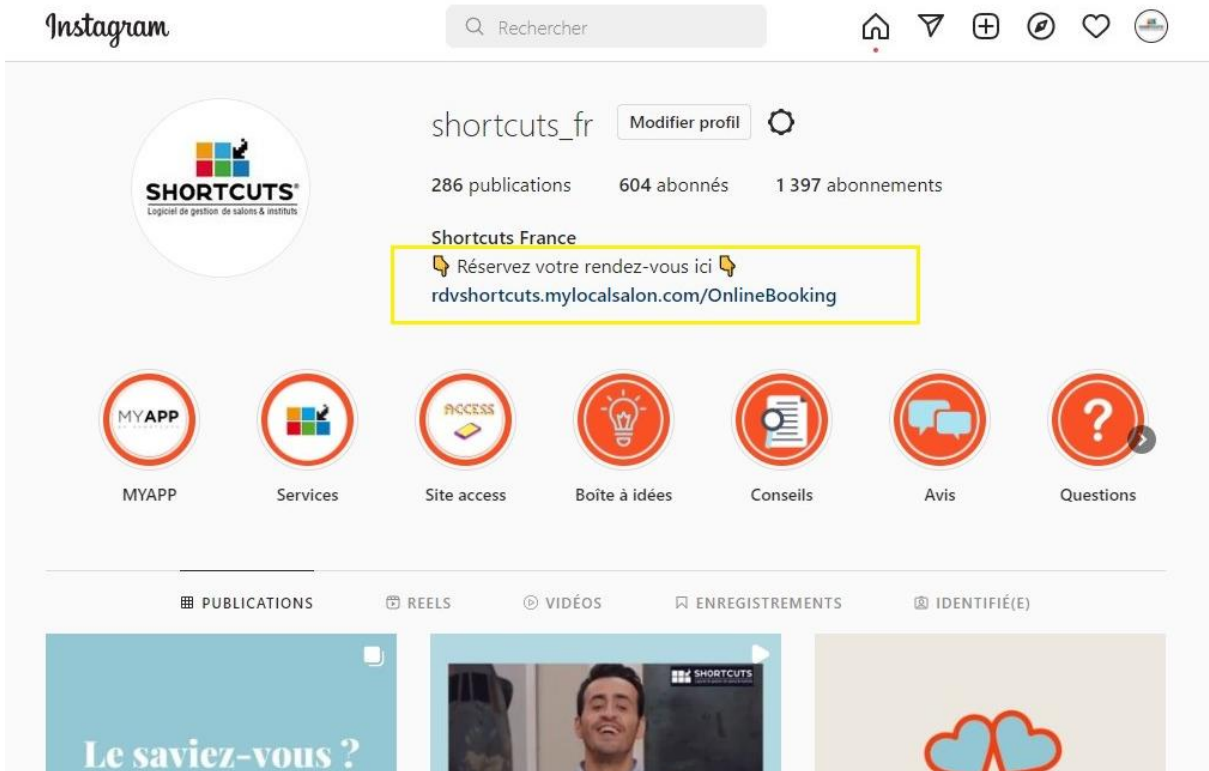 Instagram
Rechercher
shortcuts_fr Modifier profil
286 publications 604 abonnés 1 397 abonnements
SHORTCUTS®
Logiciel de gestion de salons & instituts
Shortcuts France
👇 Réservez votre rendez-vous ici 👇
rdvshortcuts.mylocalsalon.com/OnlineBooking
MYAPP
ACCESS
?
MYAPP Services Site access Boîte à idées Conseils Avis Questions
PUBLICATIONS REELS VIDÉOS ENREGISTREMENTS IDENTIFIÉ(E)
SHORTCUTS
Le saviez-vous ?